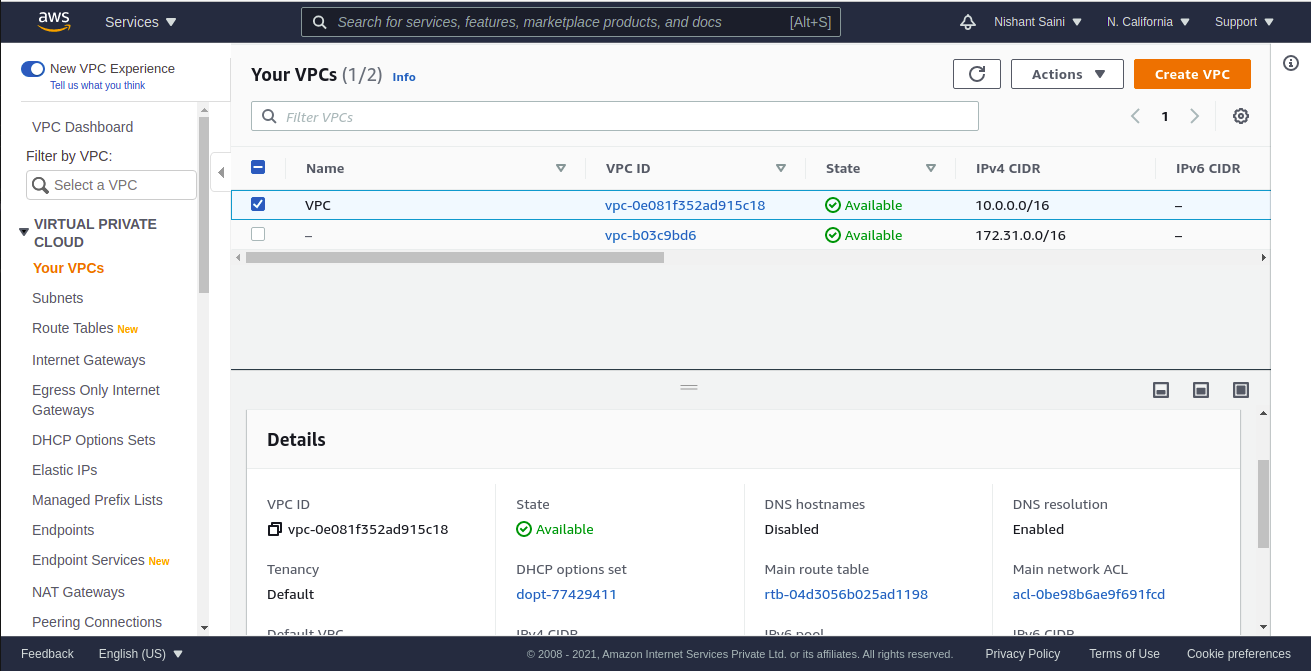 aws Services Search for services, features, marketplace products, and docs [Alt+S] Nishant Saini N. California Support
New VPC Experience
Tell us what you think
VPC Dashboard
Filter by VPC:
Select a VPC
VIRTUAL PRIVATE
CLOUD
Your VPCs
Subnets
Route Tables New
Internet Gateways
Egress Only Internet
Gateways
DHCP Options Sets
Elastic IPs
Managed Prefix Lists
Endpoints
Endpoint Services New
NAT Gateways
Peering Connections
Your VPCs (1/2) Info
Actions
Create VPC
Filter VPCs
1
Name VPC ID State IPv4 CIDR IPv6 CIDR
VPC vpc-0e081f352ad915c18 Available 10.0.0.0/16 –
– vpc-b03c9bd6 Available 172.31.0.0/16 –
Details
VPC ID State DNS hostnames DNS resolution
vpc-0e081f352ad915c18 Available Disabled Enabled
Tenancy DHCP options set Main route table Main network ACL
Default dopt-77429411 rtb-04d3056b025ad1198 acl-0be98b6ae9f691fcd
Default VPC IPv4 CIDR IPv6 pool IPv6 CIDR
Feedback English (US) © 2008 - 2021, Amazon Internet Services Private Ltd. or its affiliates. All rights reserved. Privacy Policy Terms of Use Cookie preferences